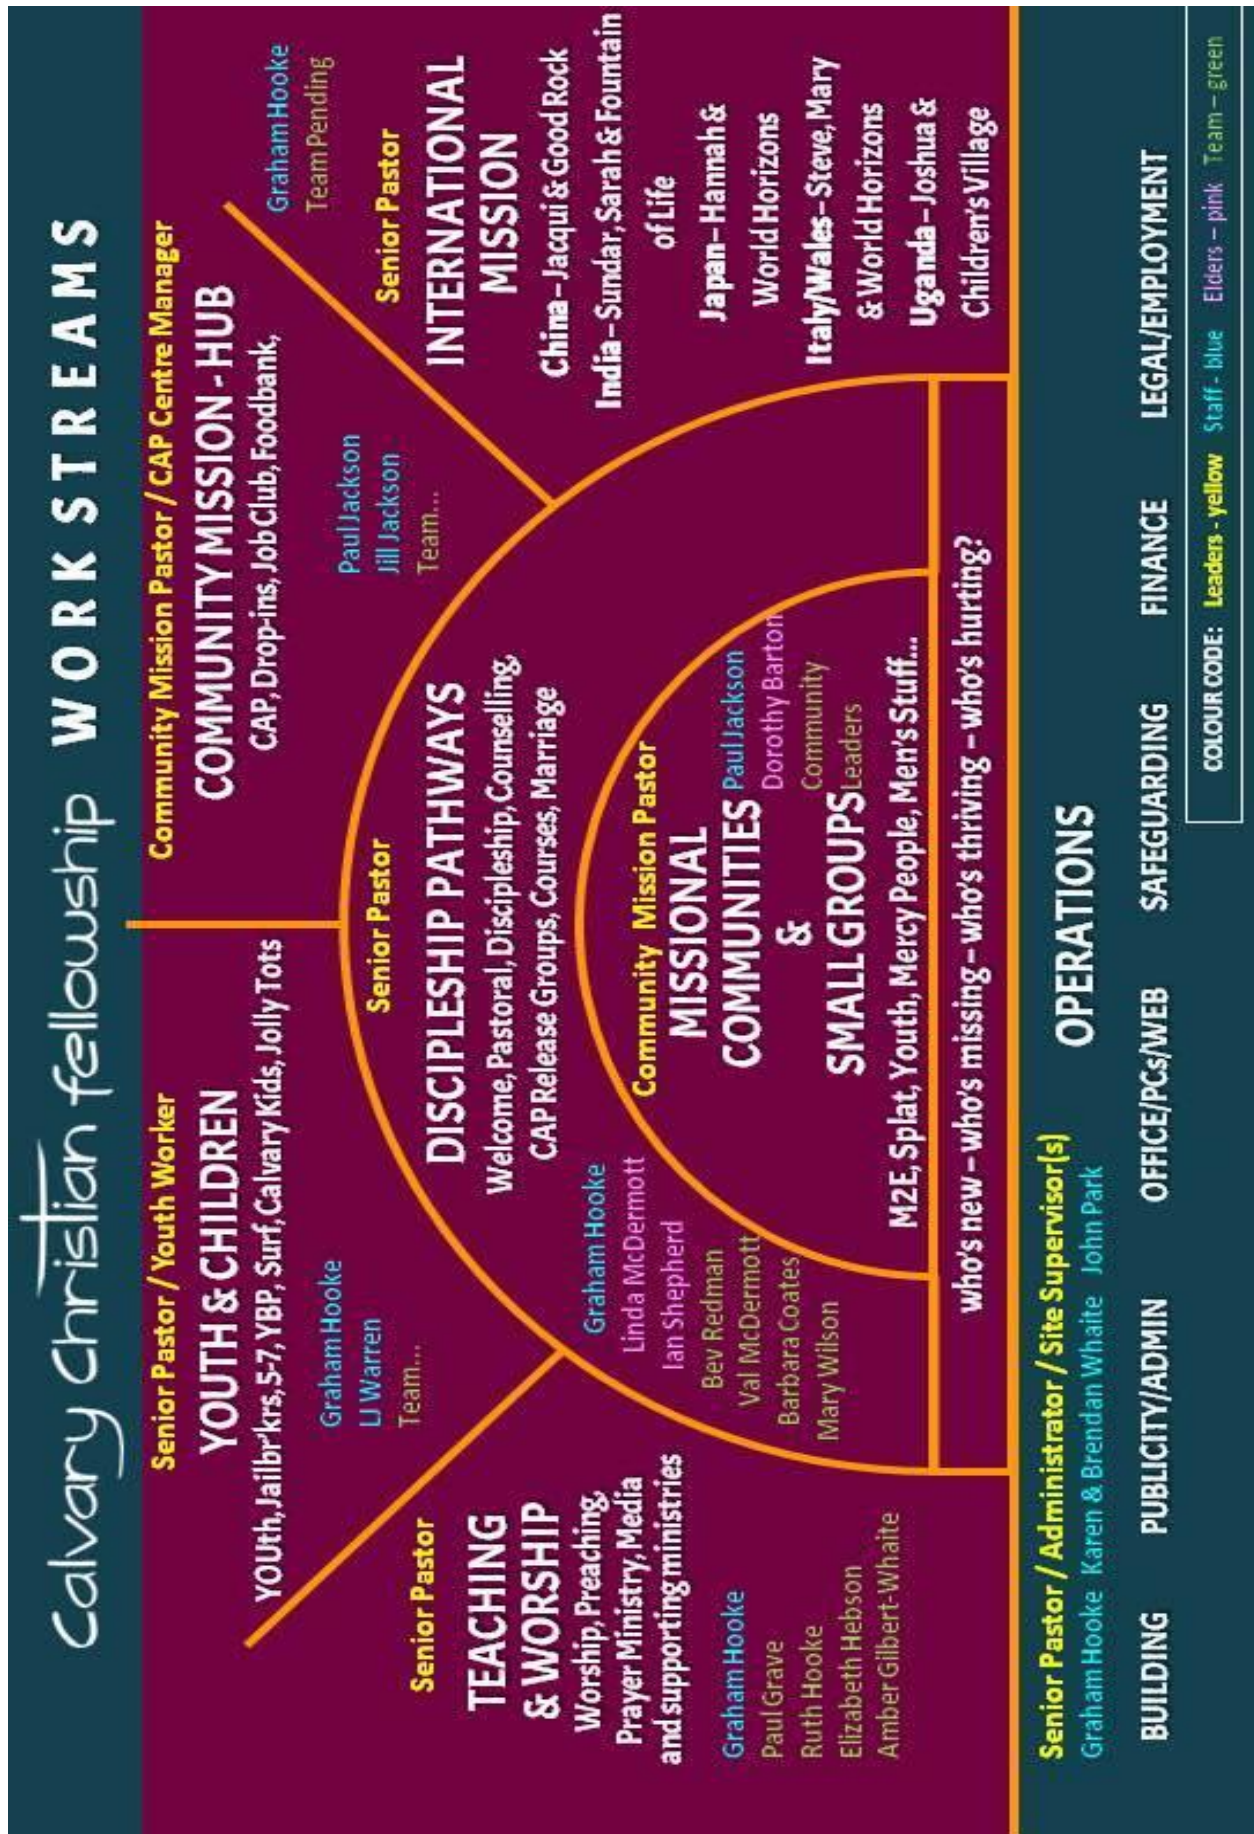 Calvary Christian fellowship WORKSTREAMS
Senior Pastor / Youth Worker
YOUTH & CHILDREN
YOUth, Jailbr'krs, 5-7, YBP, Surf, Calvary Kids, Jolly Tots
Graham Hooke
LJ Warren
Team...
Community Mission Pastor / CAP Centre Manager
COMMUNITY MISSION - HUB
CAP, Drop-ins, Job Club, Foodbank,
Paul Jackson
Jill Jackson
Team...
Graham Hooke
Team Pending
Senior Pastor
INTERNATIONAL
MISSION
China – Jacqui & Good Rock
India – Sundar, Sarah & Fountain
of Life
Japan – Hannah &
World Horizons
Italy/Wales – Steve, Mary
& World Horizons
Uganda – Joshua &
Children's Village
Senior Pastor
TEACHING
& WORSHIP
Worship, Preaching,
Prayer Ministry, Media
and supporting ministries
Graham Hooke
Paul Grave
Ruth Hooke
Elizabeth Hebson
Amber Gilbert-Whaite
Senior Pastor
DISCIPLESHIP PATHWAYS
Welcome, Pastoral, Discipleship, Counselling,
CAP Release Groups, Courses, Marriage
Graham Hooke
Linda McDermott
Ian Shepherd
Bev Redman
Val McDermott
Barbara Coates
Mary Wilson
Community Mission Pastor
MISSIONAL
COMMUNITIES
&
SMALL GROUPS
Paul Jackson
Dorothy Barton
Community
Leaders
M2E, Splat, Youth, Mercy People, Men's Stuff...
who's new – who's missing – who's thriving – who's hurting?
Senior Pastor / Administrator / Site Supervisor(s)
Graham Hooke Karen & Brendan Whaite John Park
OPERATIONS
BUILDING PUBLICITY/ADMIN OFFICE/PCs/WEB SAFEGUARDING FINANCE LEGAL/EMPLOYMENT
COLOUR CODE: Leaders - yellow Staff - blue Elders – pink Team – green